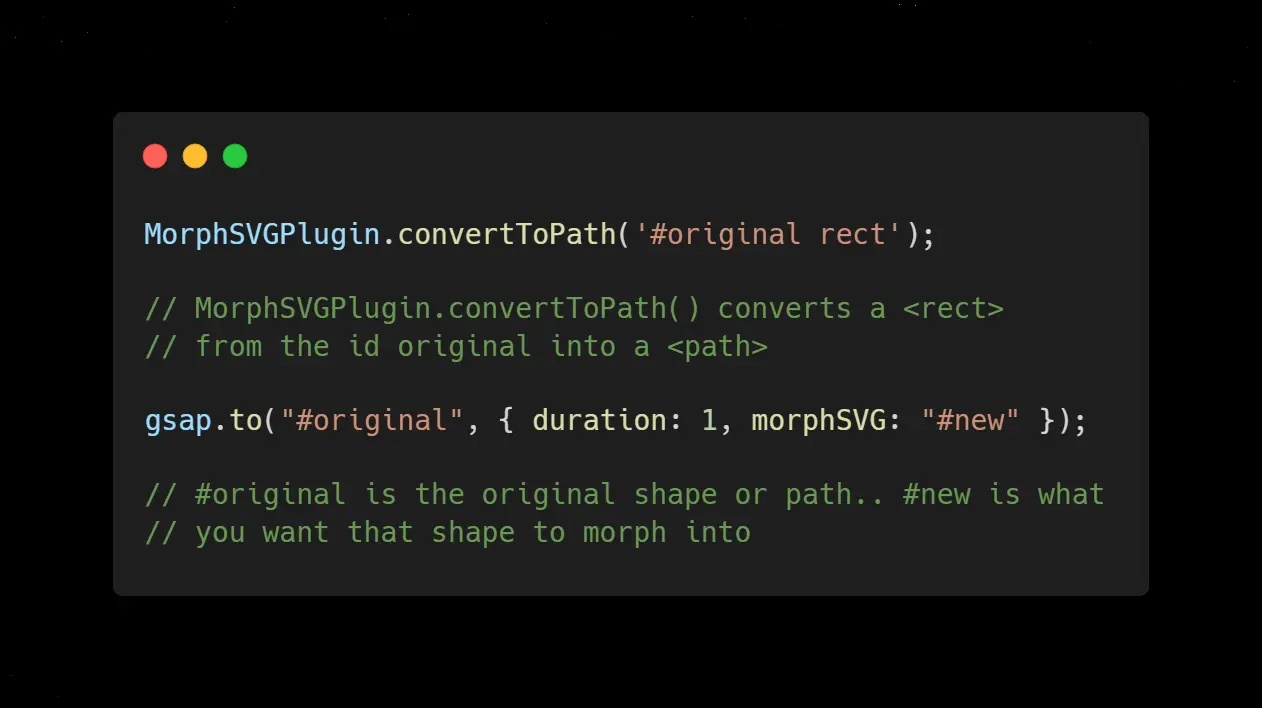 MorphSVGPlugin.convertToPath('#original rect');
// MorphSVGPlugin.convertToPath() converts a <rect>
// from the id original into a <path>
gsap.to("#original", { duration: 1, morphSVG: "#new" });
// #original is the original shape or path.. #new is what
// you want that shape to morph into